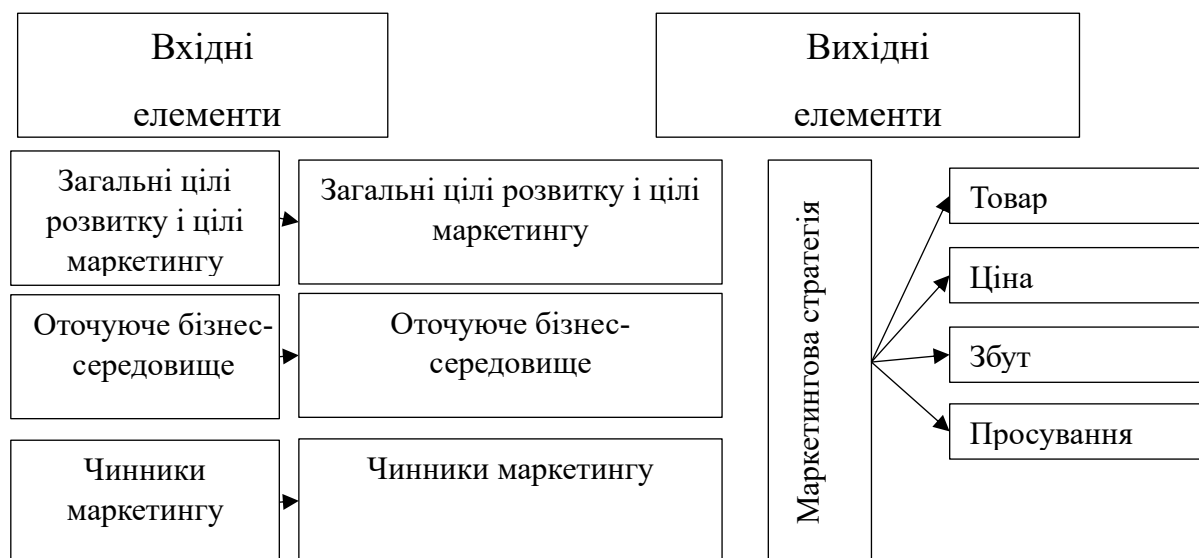 Вхідні
елементи
Вихідні
елементи
Загальні цілі
розвитку і цілі
маркетингу
Загальні цілі розвитку і цілі
маркетингу
Оточуюче бізнес-
середовище
Оточуюче бізнес-
середовище
Чинники
маркетингу
Чинники маркетингу
Маркетингова стратегія
Товар
Ціна
Збут
Просування